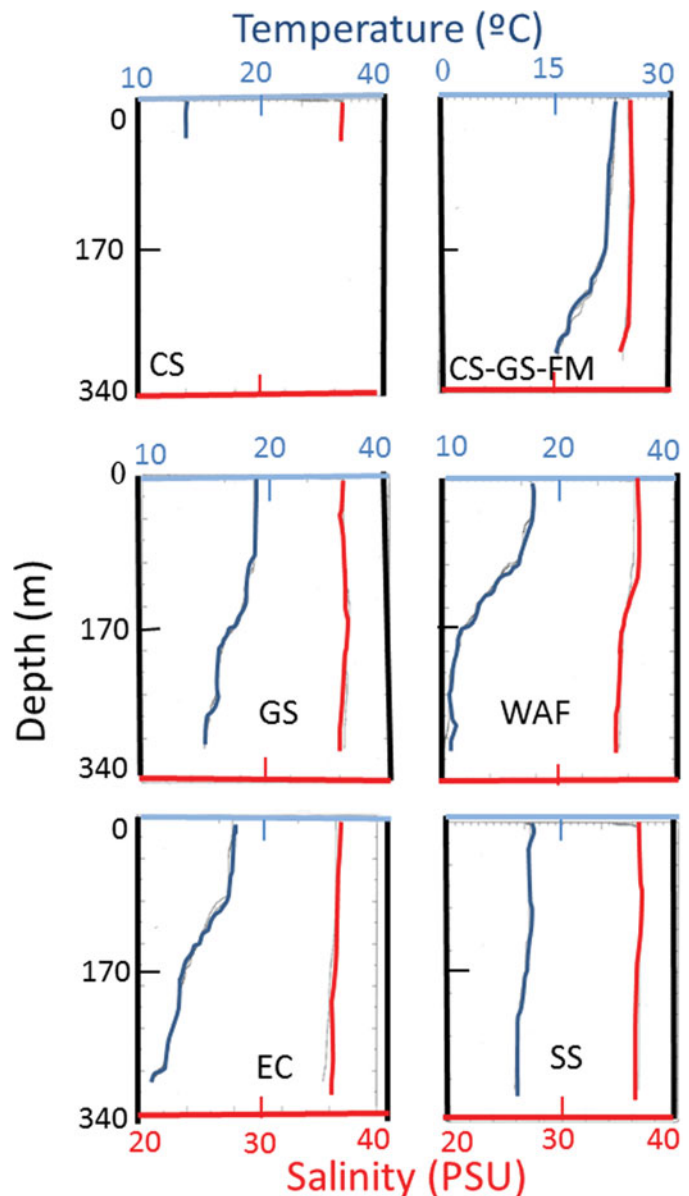 Temperature (ºC)
10 20 40 0 15 30
0
170
340
CS
CS-GS-FM
10 20 40 10 20 40
0
170
340
GS
WAF
Depth (m)
0
170
340
EC
SS
20 30 40 20 30 40
Salinity (PSU)